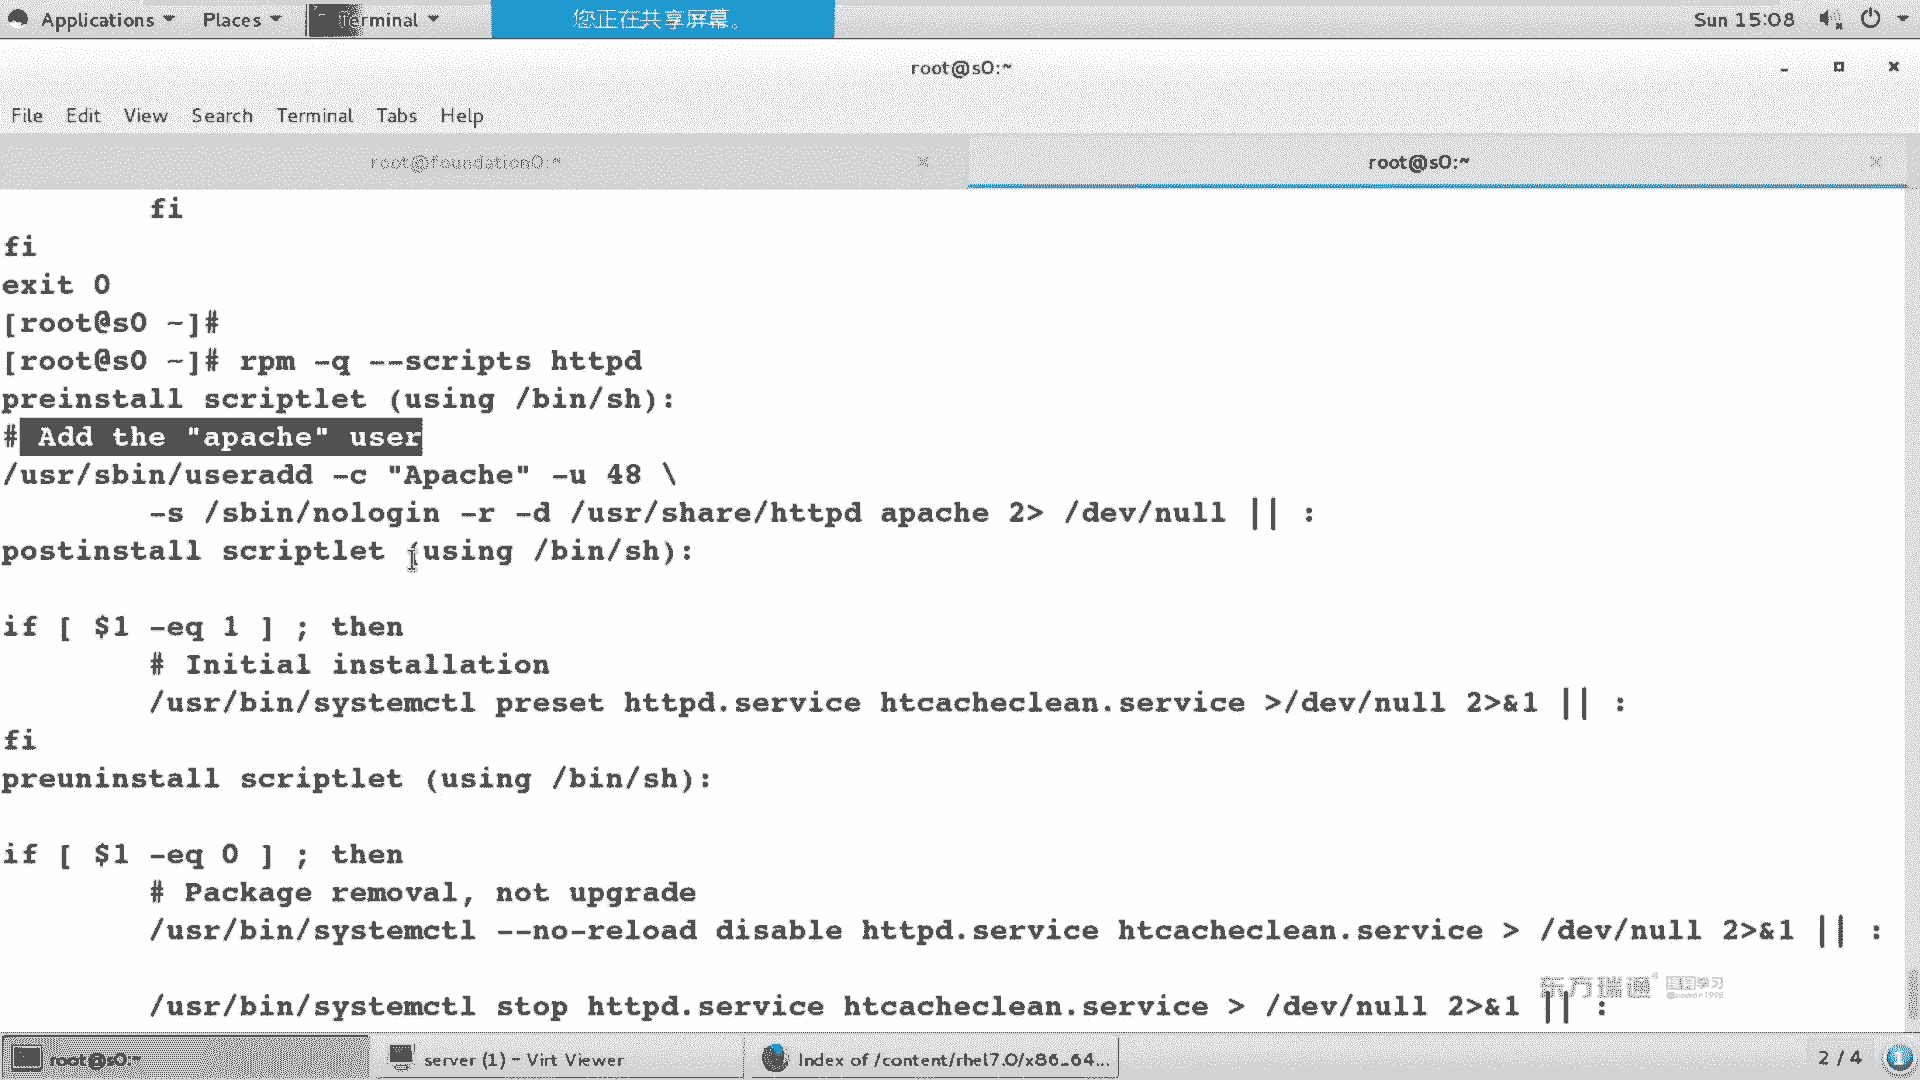 Applications Places Terminal 您正在共享屏幕。 Sun 15:08
root@s0:~
File Edit View Search Terminal Tabs Help
root@foundation0:~ root@s0:~
        fi
fi
exit 0
[root@s0 ~]#
[root@s0 ~]# rpm -q --scripts httpd
preinstall scriptlet (using /bin/sh):
# Add the "apache" user
/usr/sbin/useradd -c "Apache" -u 48 \
        -s /sbin/nologin -r -d /usr/share/httpd apache 2> /dev/null || :
postinstall scriptlet (using /bin/sh):
if [ $1 -eq 1 ] ; then
        # Initial installation
        /usr/bin/systemctl preset httpd.service htcacheclean.service >/dev/null 2>&1 || :
fi
preuninstall scriptlet (using /bin/sh):
if [ $1 -eq 0 ] ; then
        # Package removal, not upgrade
        /usr/bin/systemctl --no-reload disable httpd.service htcacheclean.service > /dev/null 2>&1 || :
东方瑞通
        /usr/bin/systemctl stop httpd.service htcacheclean.service > /dev/null 2>&1 || :
root@s0:~ server (1) - Virt Viewer Index of /content/rhel7.0/x86_64... 2 / 4